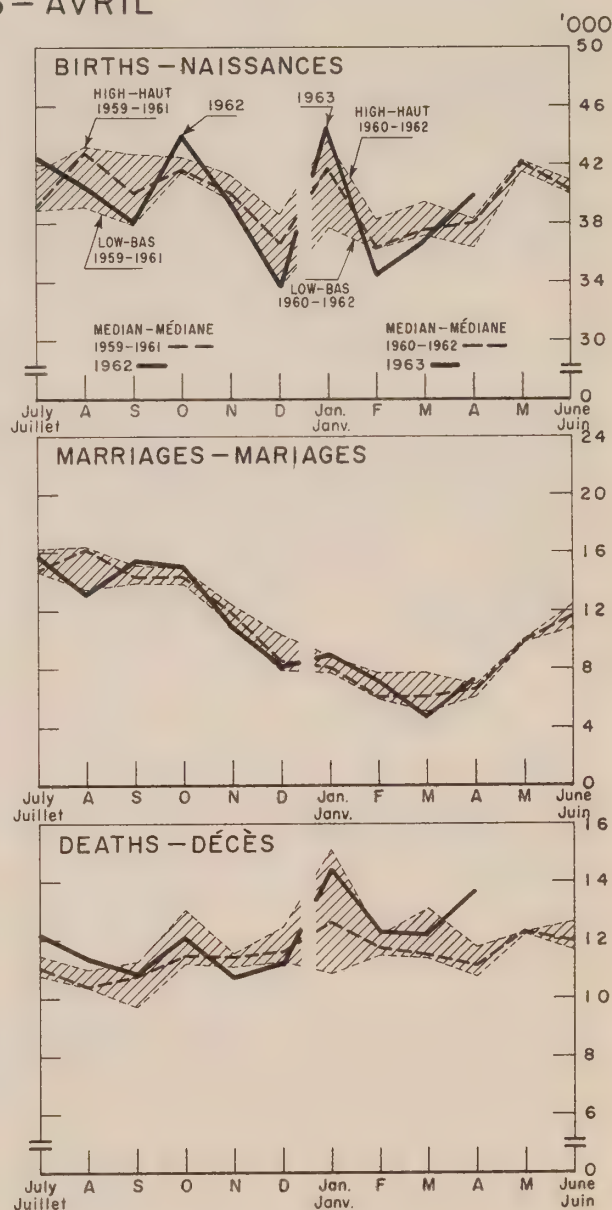 – AVRIL
'000
BIRTHS – NAISSANCES
50
HIGH–HAUT
1959–1961
1962
1963
HIGH–HAUT
1960–1962
46
42
38
LOW–BAS
1959–1961
LOW–BAS
1960–1962
34
MEDIAN–MÉDIANE
1959–1961
1962
MEDIAN–MÉDIANE
1960–1962
1963
30
0
July A S O N D Jan. F M A M June
Juillet Janv. Juin
MARRIAGES – MARIAGES
24
20
16
12
8
4
0
July A S O N D Jan. F M A M June
Juillet Janv. Juin
DEATHS – DÉCÈS
16
14
12
10
8
6
0
July A S O N D Jan. F M A M June
Juillet Janv. Juin